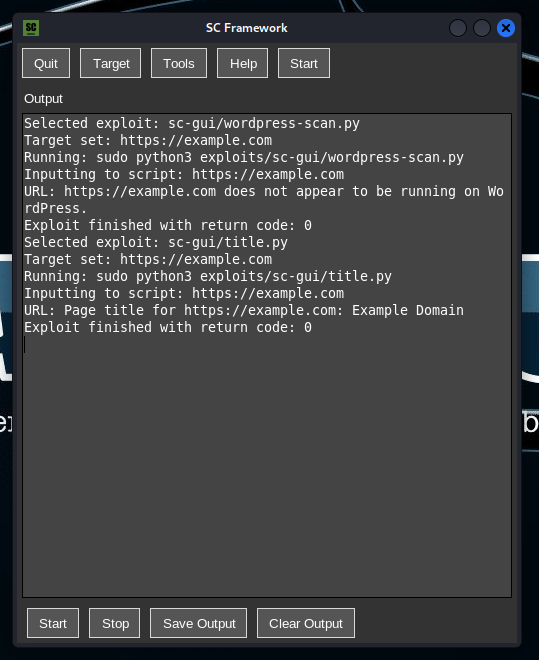 SC
SC Framework
Quit Target Tools Help Start
Output
Selected exploit: sc-gui/wordpress-scan.py
Target set: https://example.com
Running: sudo python3 exploits/sc-gui/wordpress-scan.py
Inputting to script: https://example.com
URL: https://example.com does not appear to be running on Wo
rdPress.
Exploit finished with return code: 0
Selected exploit: sc-gui/title.py
Target set: https://example.com
Running: sudo python3 exploits/sc-gui/title.py
Inputting to script: https://example.com
URL: Page title for https://example.com: Example Domain
Exploit finished with return code: 0
Start Stop Save Output Clear Output